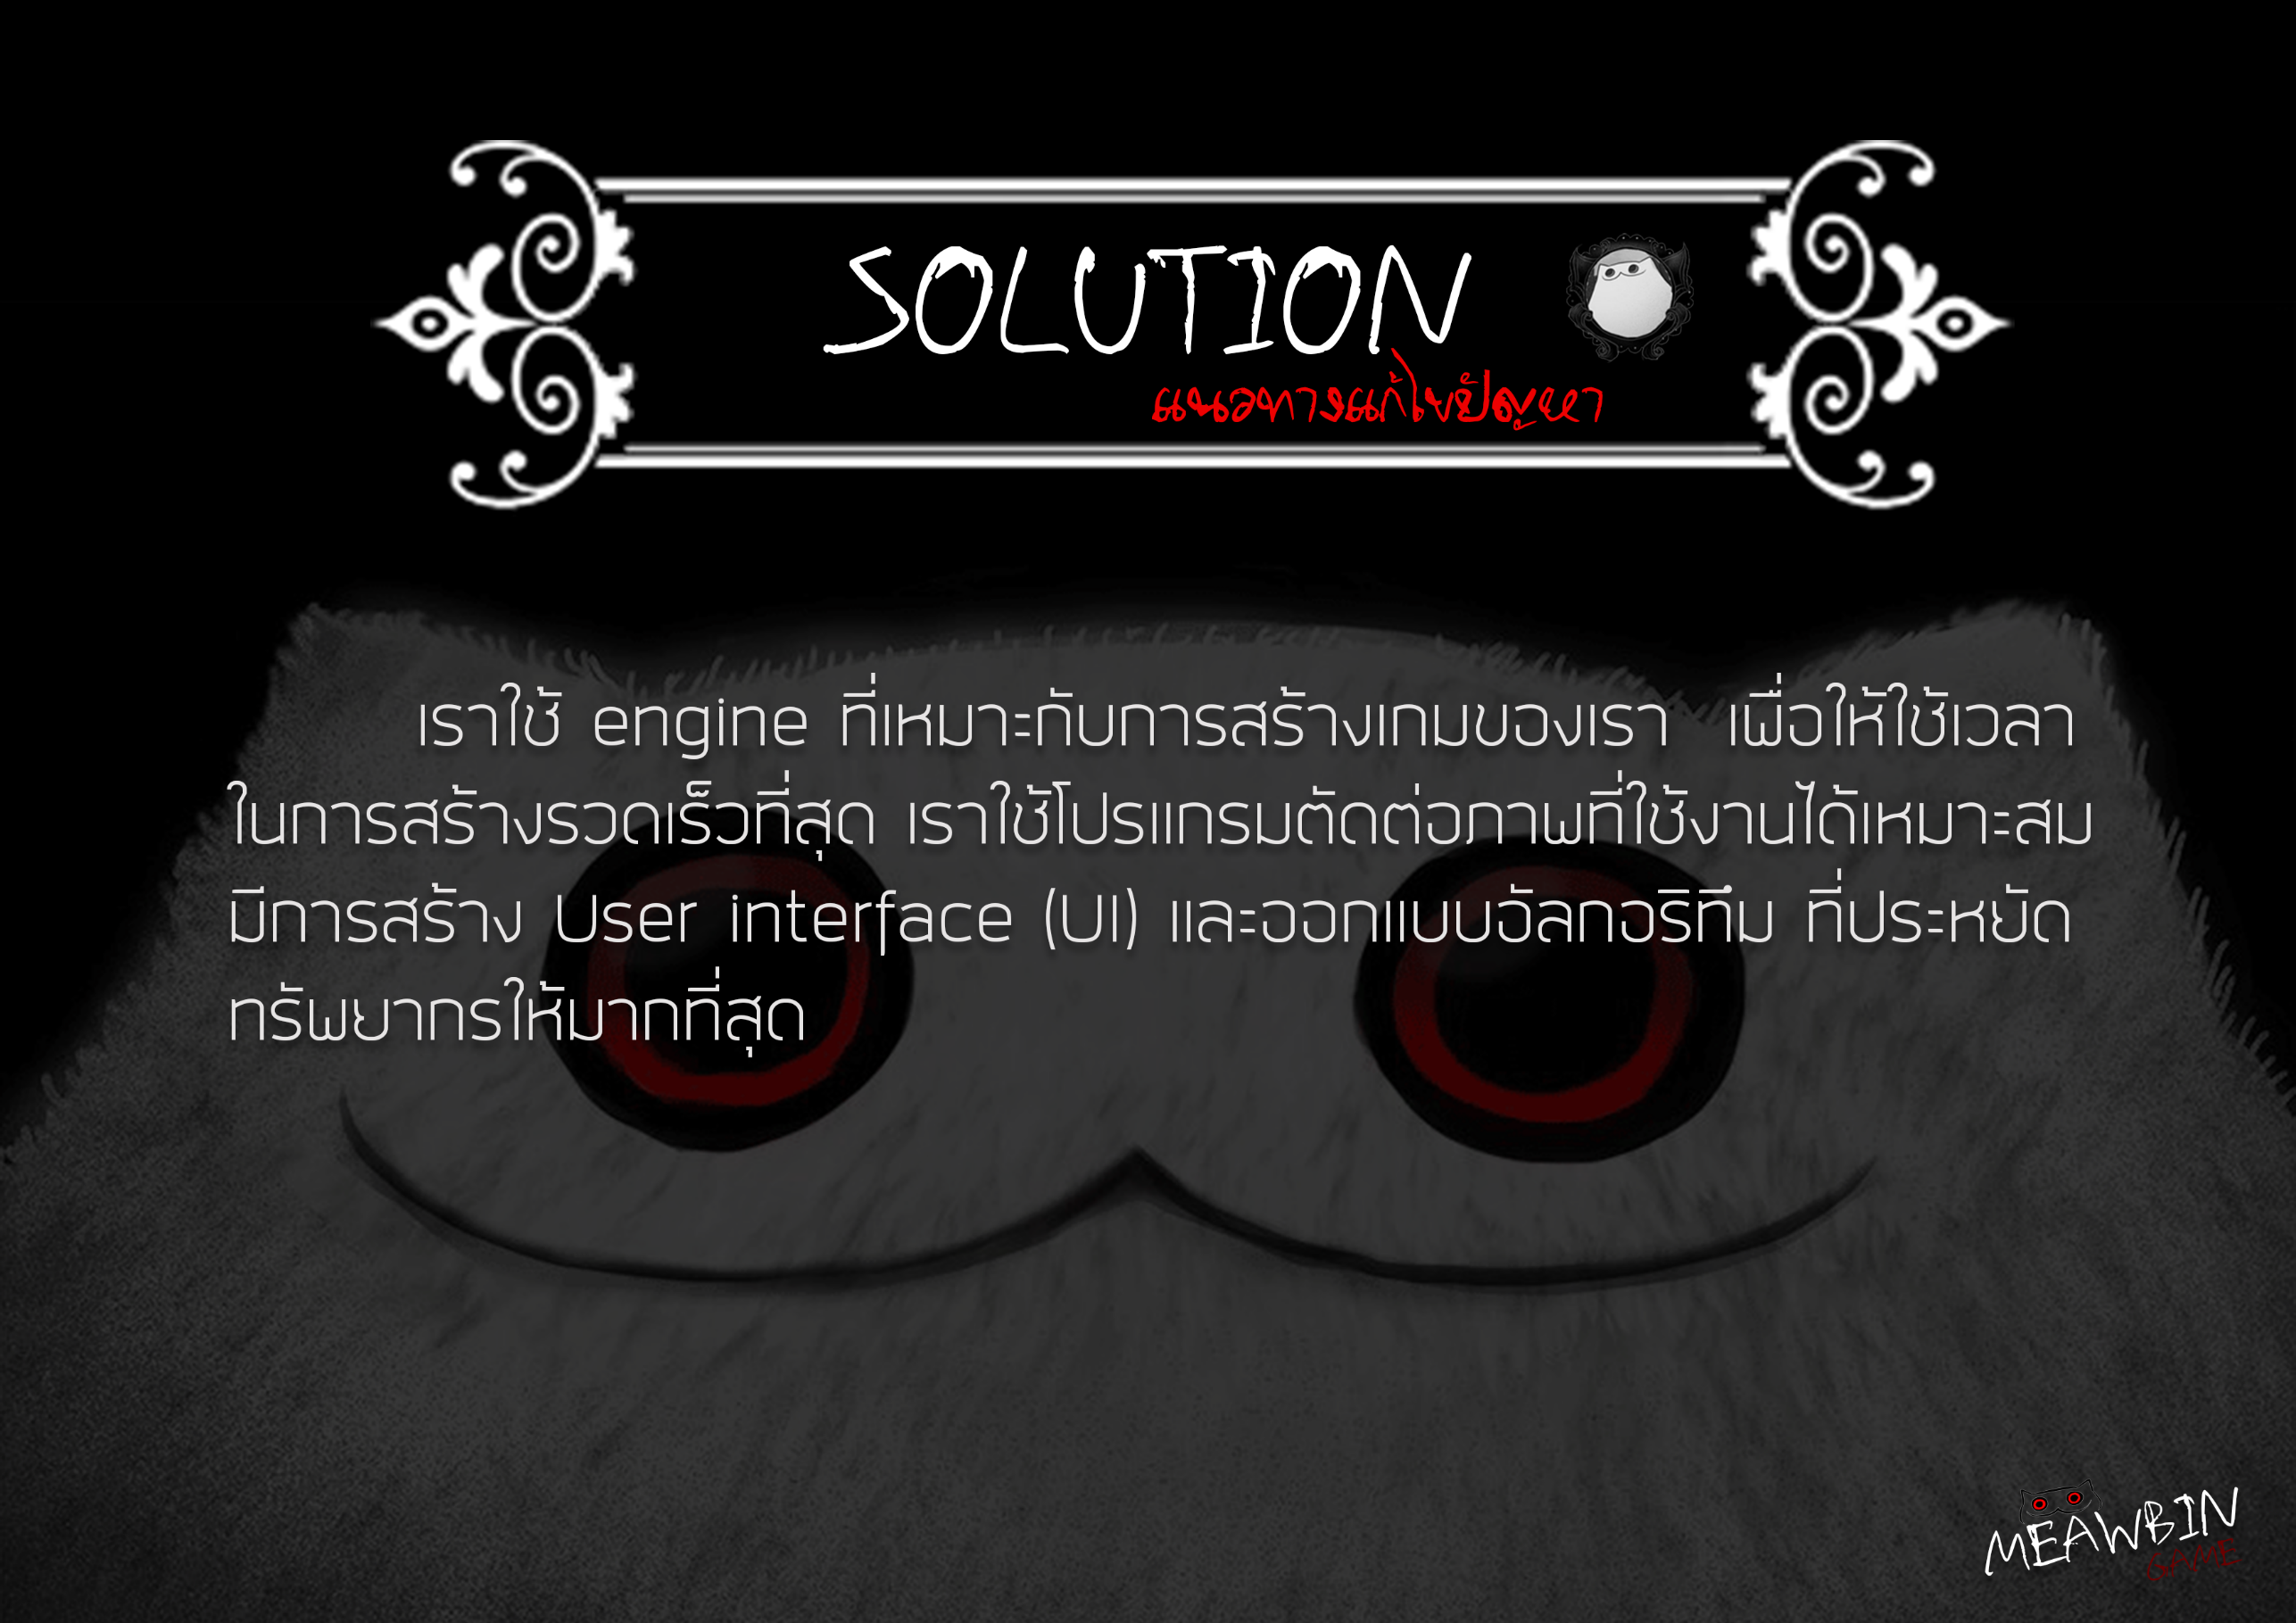 SOLUTION
แนวทางแก้ไขปัญหา
เราใช้ engine ที่เหมาะกับการสร้างเกมของเรา เพื่อให้ใช้เวลา
ในการสร้างรวดเร็วที่สุด เราใช้โปรแกรมตัดต่อภาพที่ใช้งานได้เหมาะสม
มีการสร้าง User interface (UI) และออกแบบอัลกอริทึม ที่ประหยัด
ทรัพยากรให้มากที่สุด
MEAWBIN
GAME